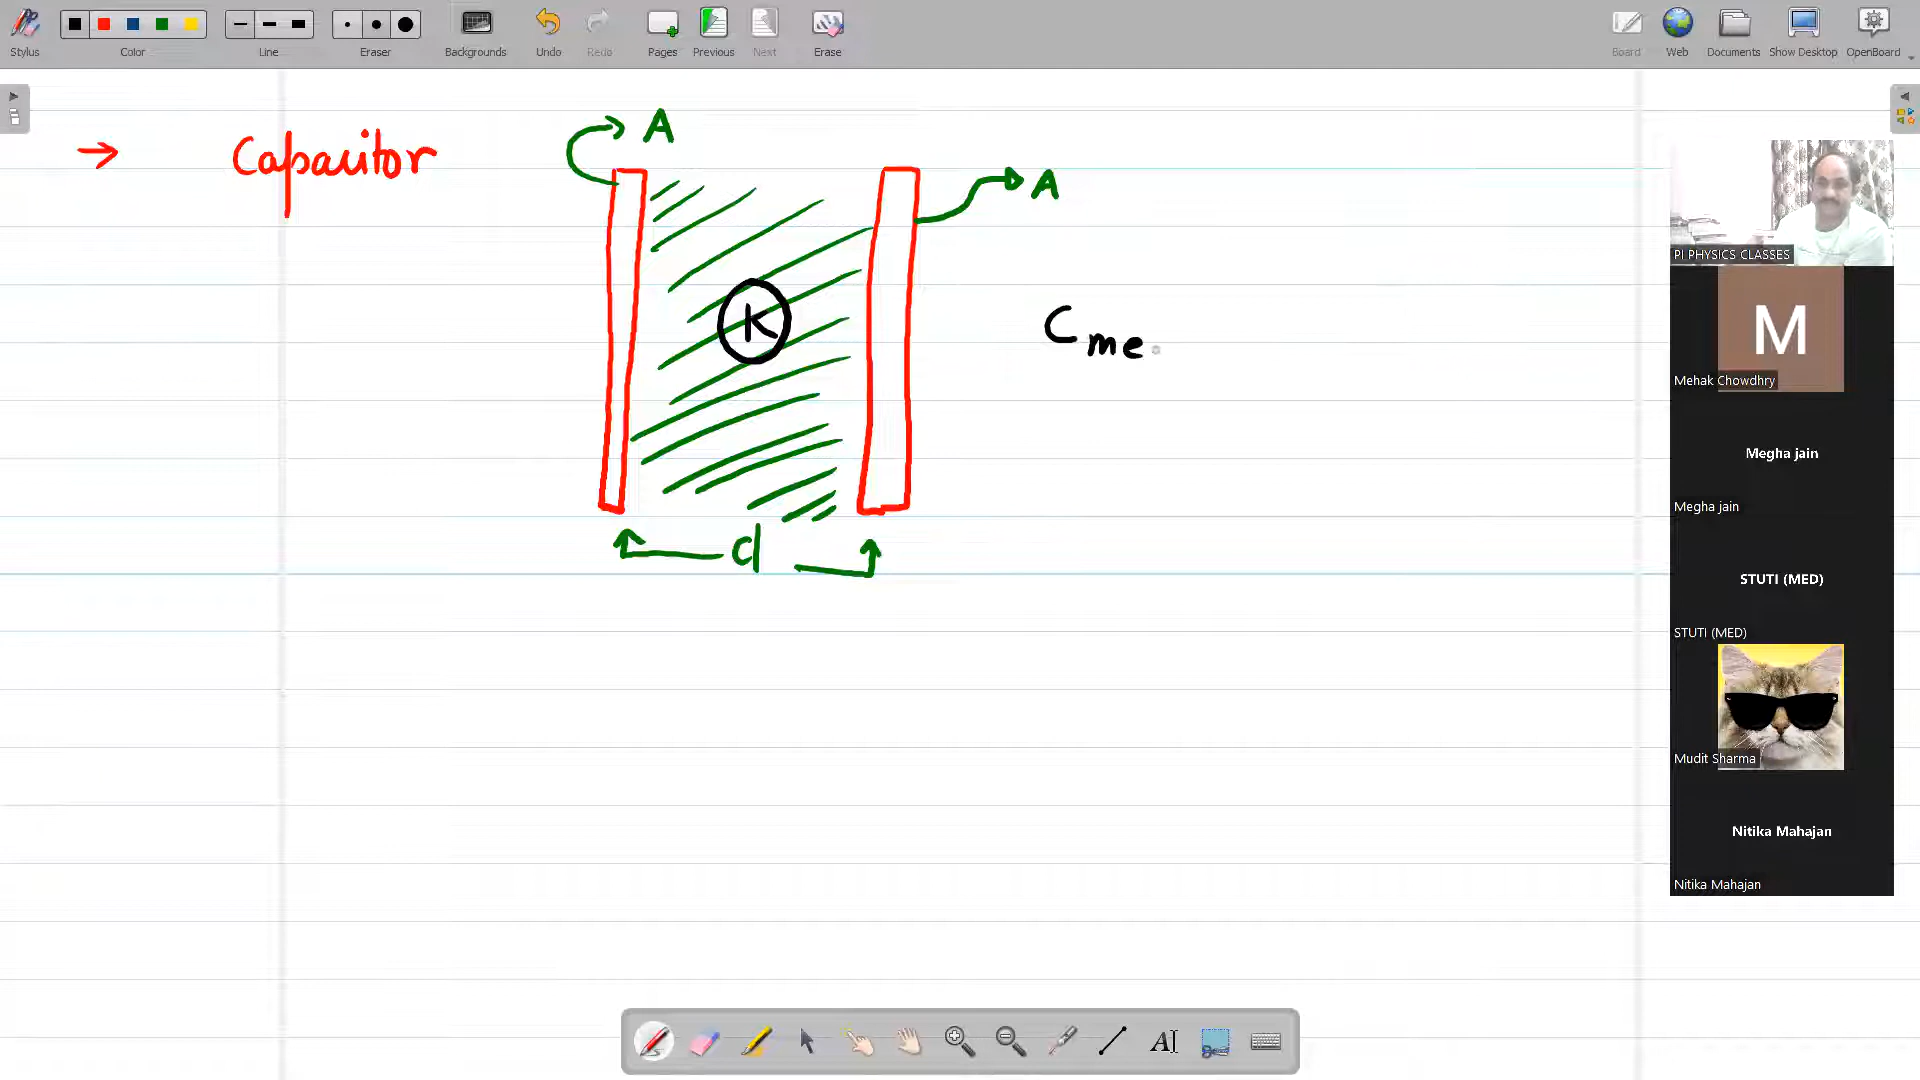 Stylus
Color
Line
Eraser
Backgrounds
Undo
Redo
Pages
Previous
Next
Erase
Board
Web
Documents
Show Desktop
OpenBoard
→ Capacitor
A
A
K
C me
d
PI PHYSICS CLASSES
M
Mehak Chowdhry
Megha jain
Megha jain
STUTI (MED)
STUTI (MED)
Mudit Sharma
Nitika Mahajan
Nitika Mahajan